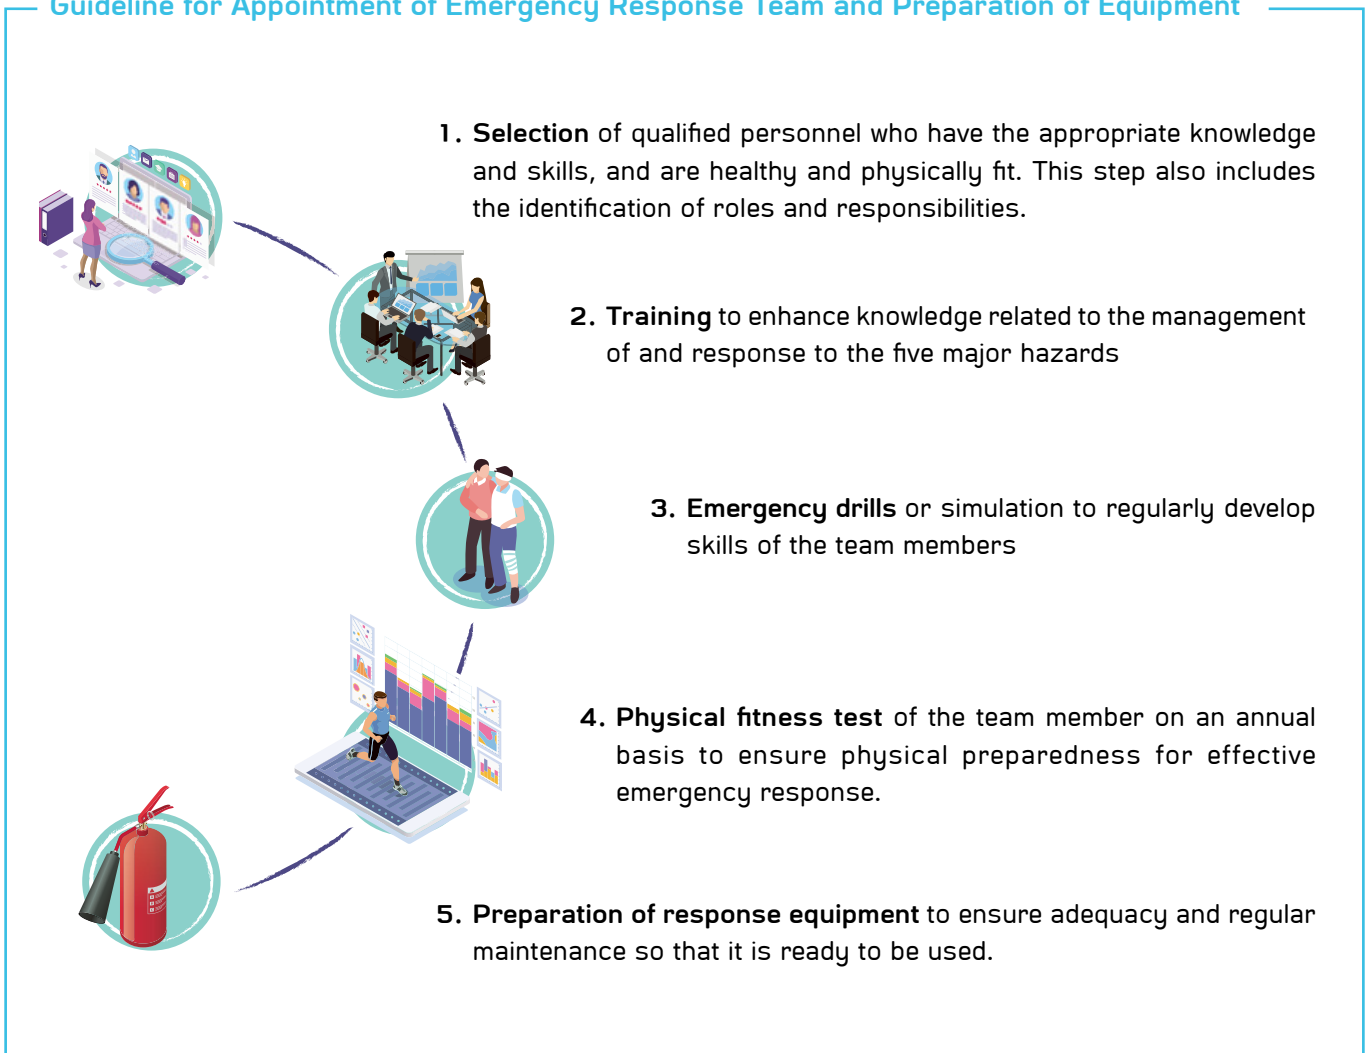 Guideline for Appointment of Emergency Response Team and Preparation of Equipment
1. Selection of qualified personnel who have the appropriate knowledge
and skills, and are healthy and physically fit. This step also includes
the identification of roles and responsibilities.
2. Training to enhance knowledge related to the management
of and response to the five major hazards
3. Emergency drills or simulation to regularly develop
skills of the team members
4. Physical fitness test of the team member on an annual
basis to ensure physical preparedness for effective
emergency response.
5. Preparation of response equipment to ensure adequacy and regular
maintenance so that it is ready to be used.